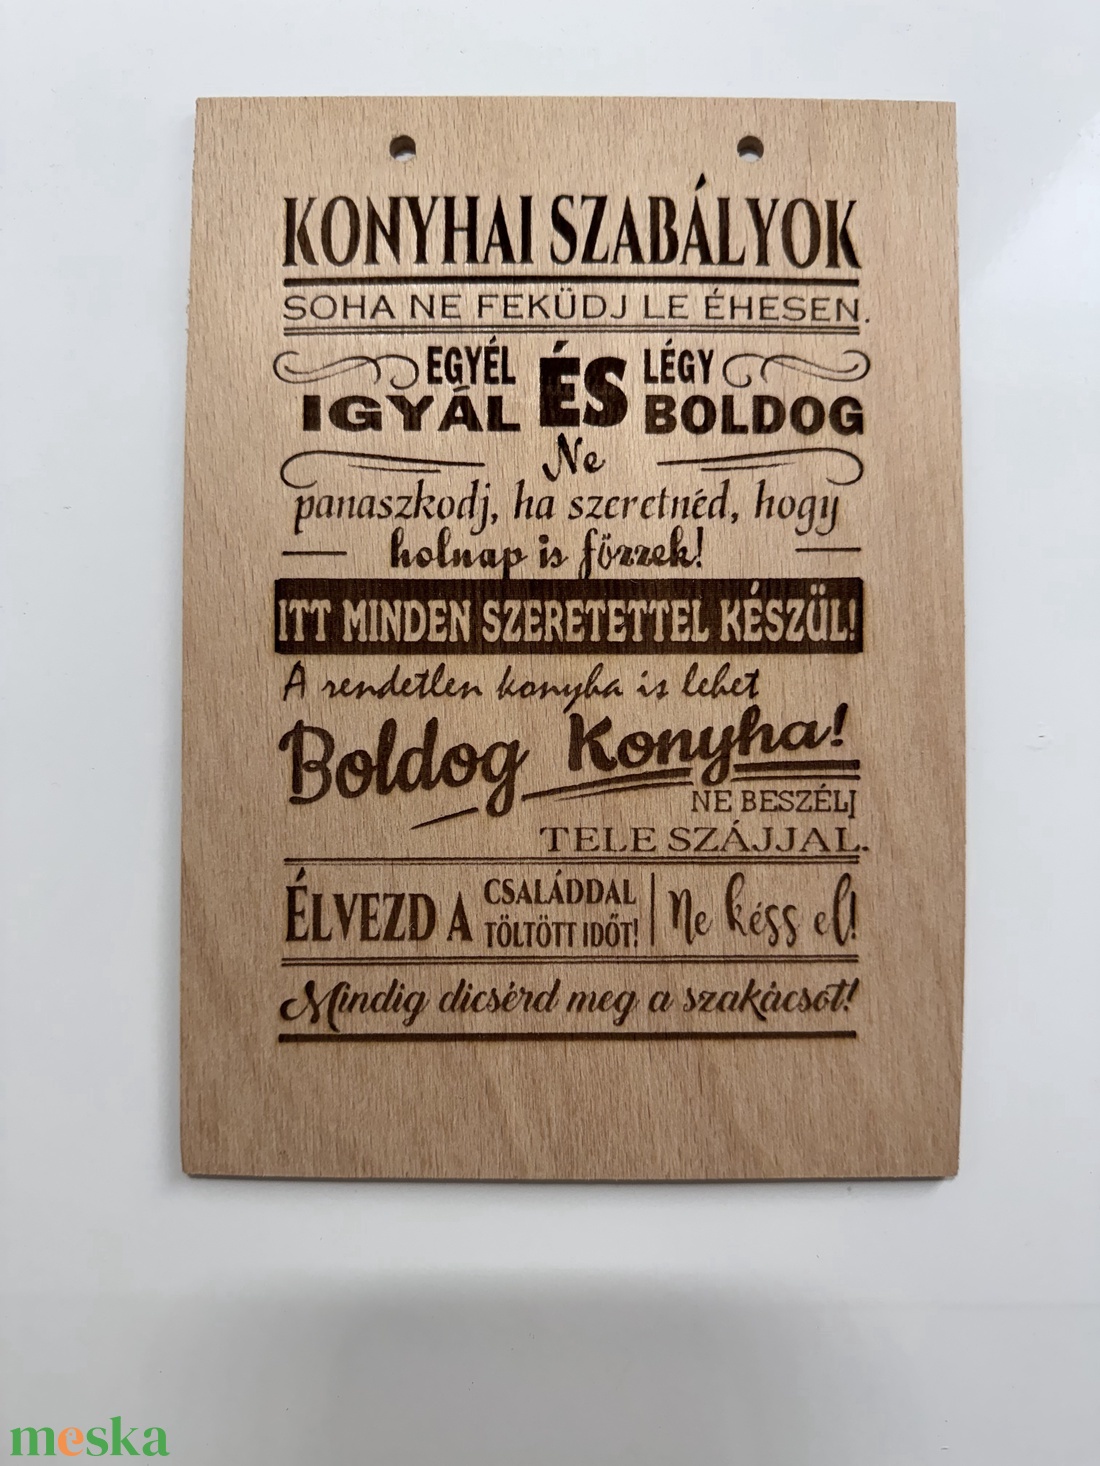 KONYHAI SZABÁLYOK
SOHA NE FEKÜDJ LE ÉHESEN.
EGYÉL IGYÁL ÉS LÉGY BOLDOG
Ne
panaszkodj, ha szeretnéd, hogy
holnap is főzzek!
ITT MINDEN SZERETETTEL KÉSZÜL!
A rendetlen konyha is lehet
Boldog Konyha!
NE BESZÉLJ
TELE SZÁJJAL.
ÉLVEZD A CSALÁDDAL TÖLTÖTT IDŐT! Ne késs el!
Mindig dicsérd meg a szakácsot!
meska